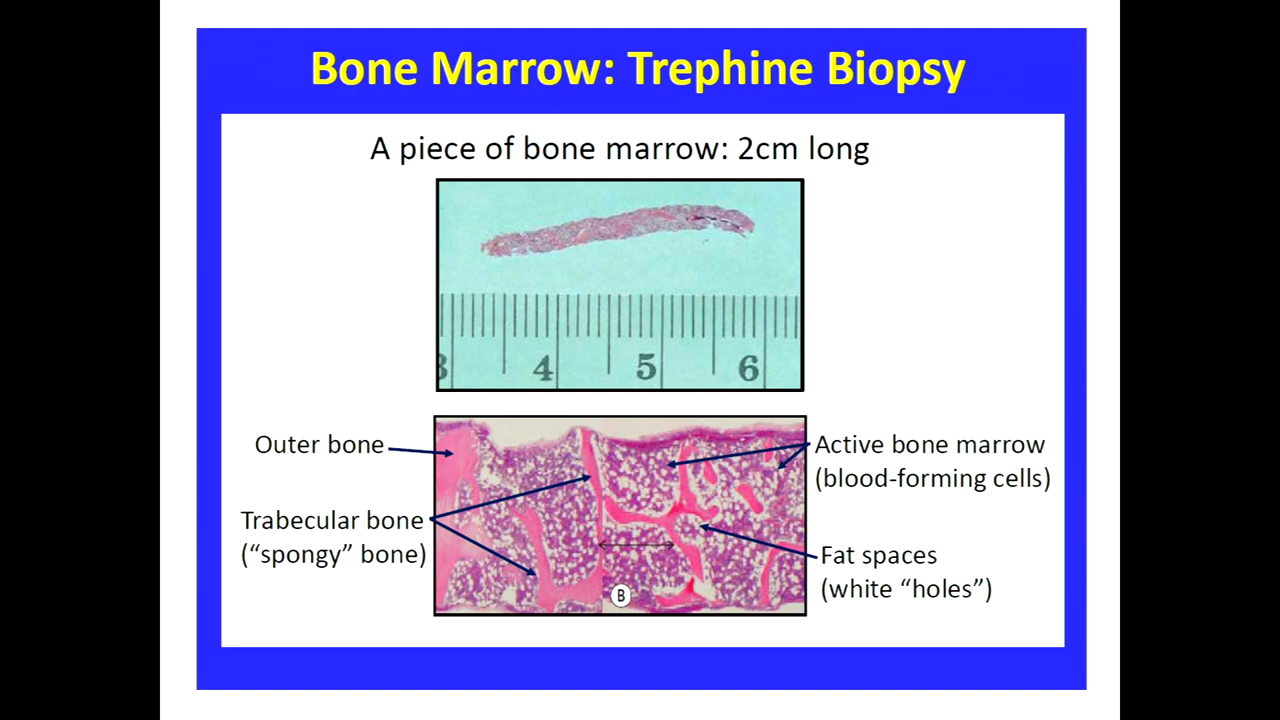 Bone Marrow: Trephine Biopsy
A piece of bone marrow: 2cm long
3 4 5 6
Outer bone
Trabecular bone
(“spongy” bone)
Active bone marrow
(blood-forming cells)
Fat spaces
(white “holes”)
B